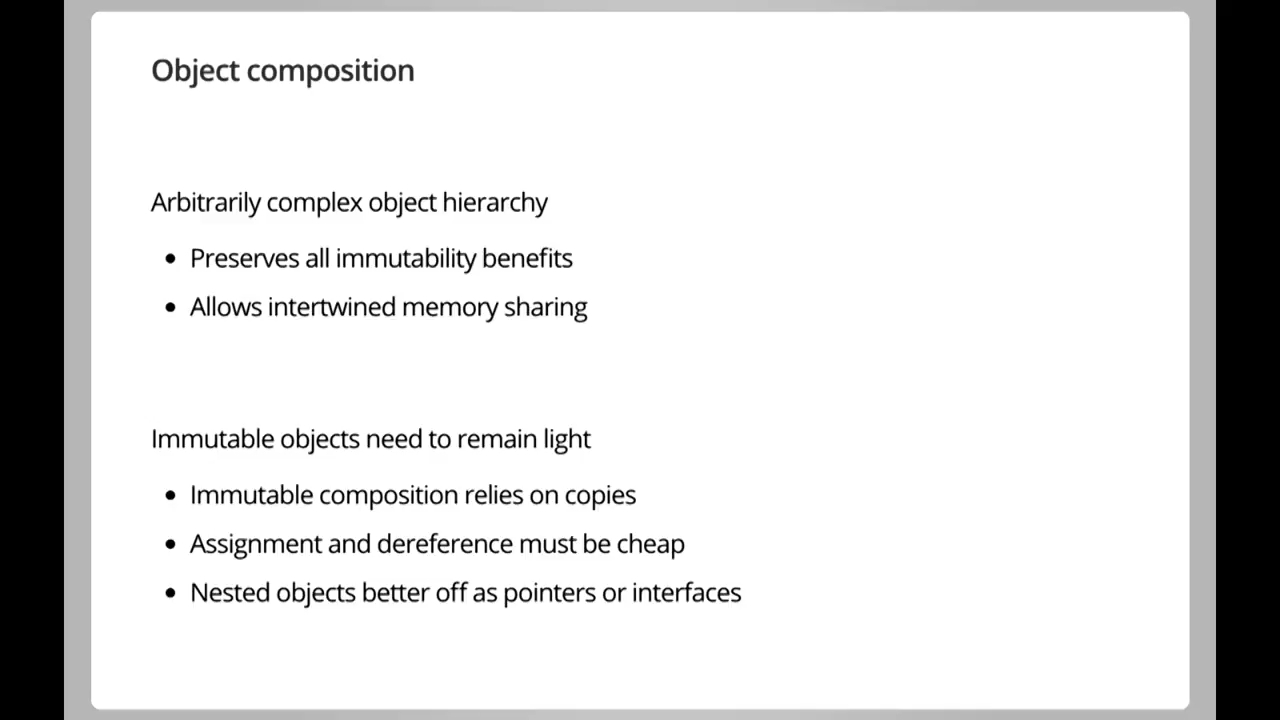 Object composition
Arbitrarily complex object hierarchy
• Preserves all immutability benefits
• Allows intertwined memory sharing
Immutable objects need to remain light
• Immutable composition relies on copies
• Assignment and dereference must be cheap
• Nested objects better off as pointers or interfaces